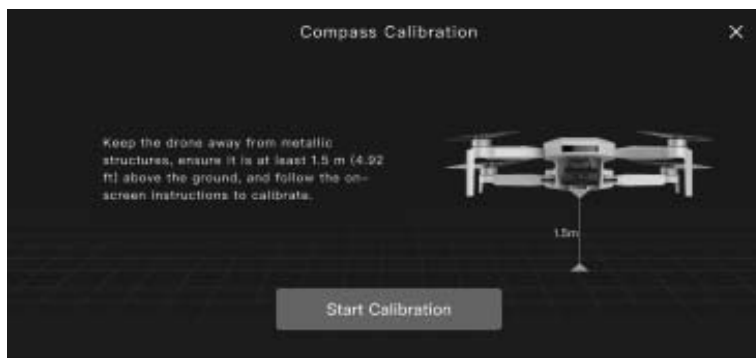 Compass Calibration
Keep the drone away from metallic
structures, ensure it is at least 1.5 m (4.92
ft) above the ground, and follow the on-
screen instructions to calibrate.
1.5m
Start Calibration